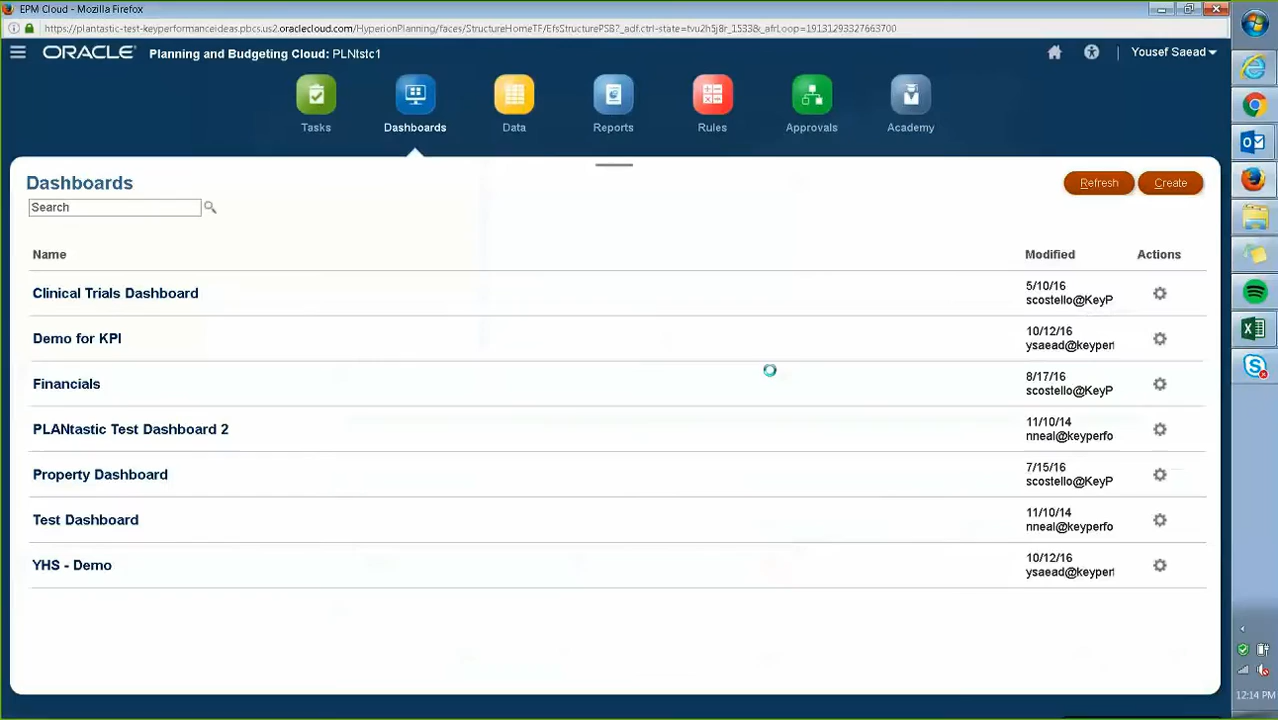 EPM Cloud - Mozilla Firefox
https://plantastic-test-keyperformanceideas.pbcs.us2.oraclecloud.com/HyperionPlanning/faces/StructureHomeTF/EfsStructurePSB?_adf.ctrl-state=tvu2h5j8r_1533&_afrLoop=19131293327663700
ORACLE Planning and Budgeting Cloud: PLNtstc1
Yousef Saead
Tasks Dashboards Data Reports Rules Approvals Academy
Dashboards
Refresh Create
Search
Name Modified Actions
Clinical Trials Dashboard 5/10/16
scostello@KeyP
Demo for KPI 10/12/16
ysaead@keyperf
Financials 8/17/16
scostello@KeyP
PLANtastic Test Dashboard 2 11/10/14
nneal@keyperfo
Property Dashboard 7/15/16
scostello@KeyP
Test Dashboard 11/10/14
nneal@keyperfo
YHS - Demo 10/12/16
ysaead@keyperf
12:14 PM